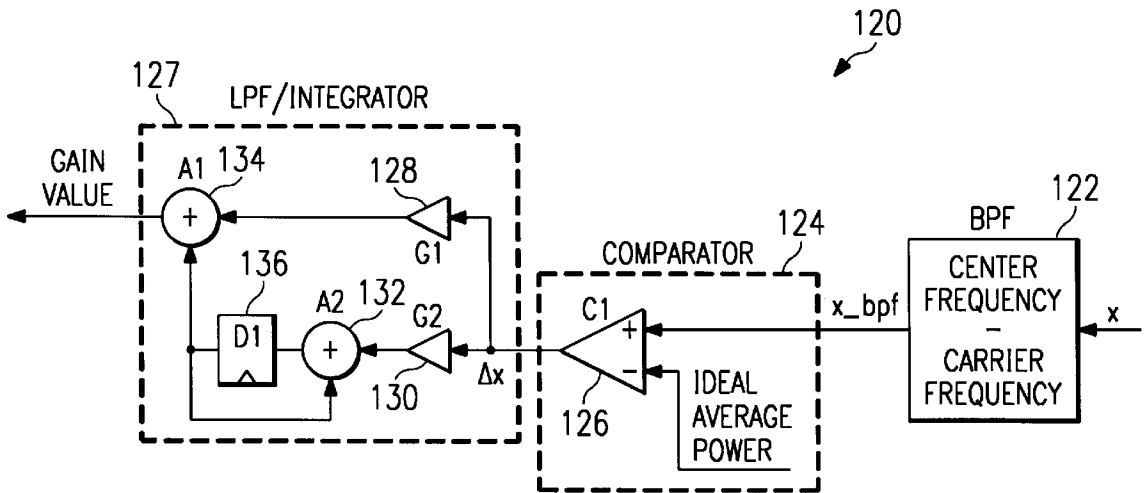 120
127
LPF/INTEGRATOR
GAIN
VALUE
A1
134
+
128
G1
136
D1
A2
132
+
G2
130
Δx
COMPARATOR
124
C1
+
−
126
IDEAL
AVERAGE
POWER
x_bpf
BPF
122
CENTER
FREQUENCY
−
CARRIER
FREQUENCY
x